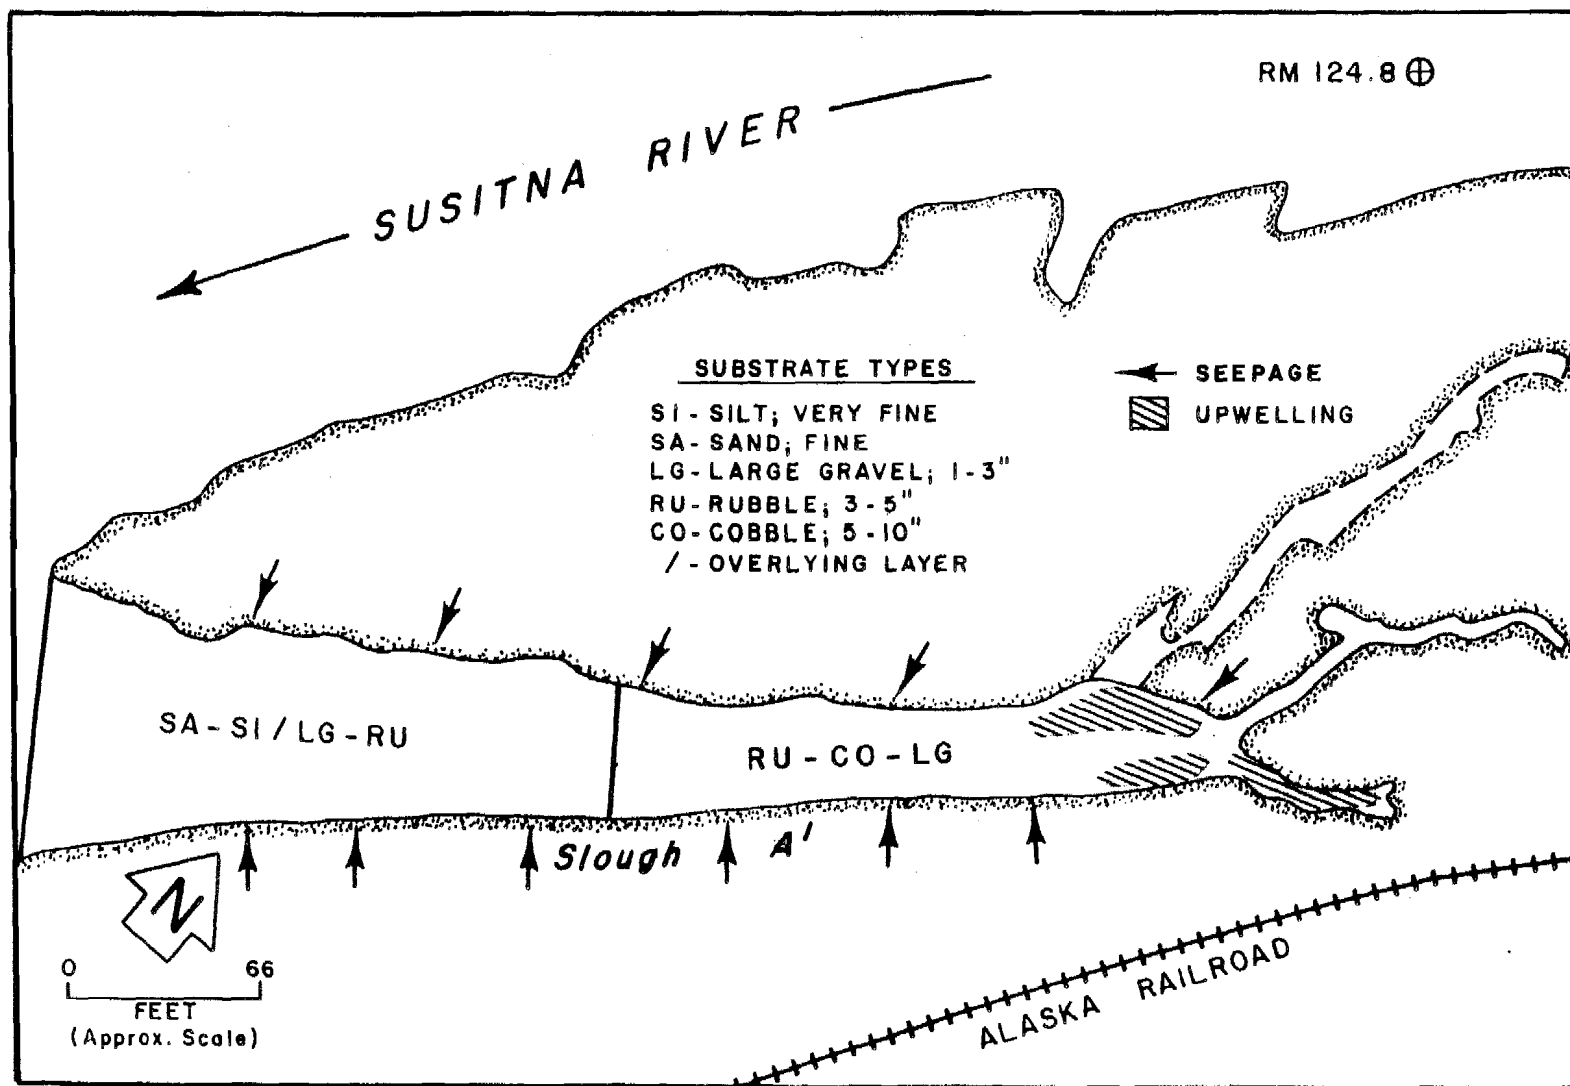 RM 124.8
SUSITNA RIVER
SUBSTRATE TYPES
SI - SILT; VERY FINE
SA - SAND; FINE
LG - LARGE GRAVEL; 1 - 3"
RU - RUBBLE; 3 - 5"
CO - COBBLE; 5 - 10"
/ - OVERLYING LAYER
SEEPAGE
UPWELLING
SA - SI / LG - RU
RU - CO - LG
Slough A'
N
0 66
FEET
(Approx. Scale)
ALASKA RAILROAD